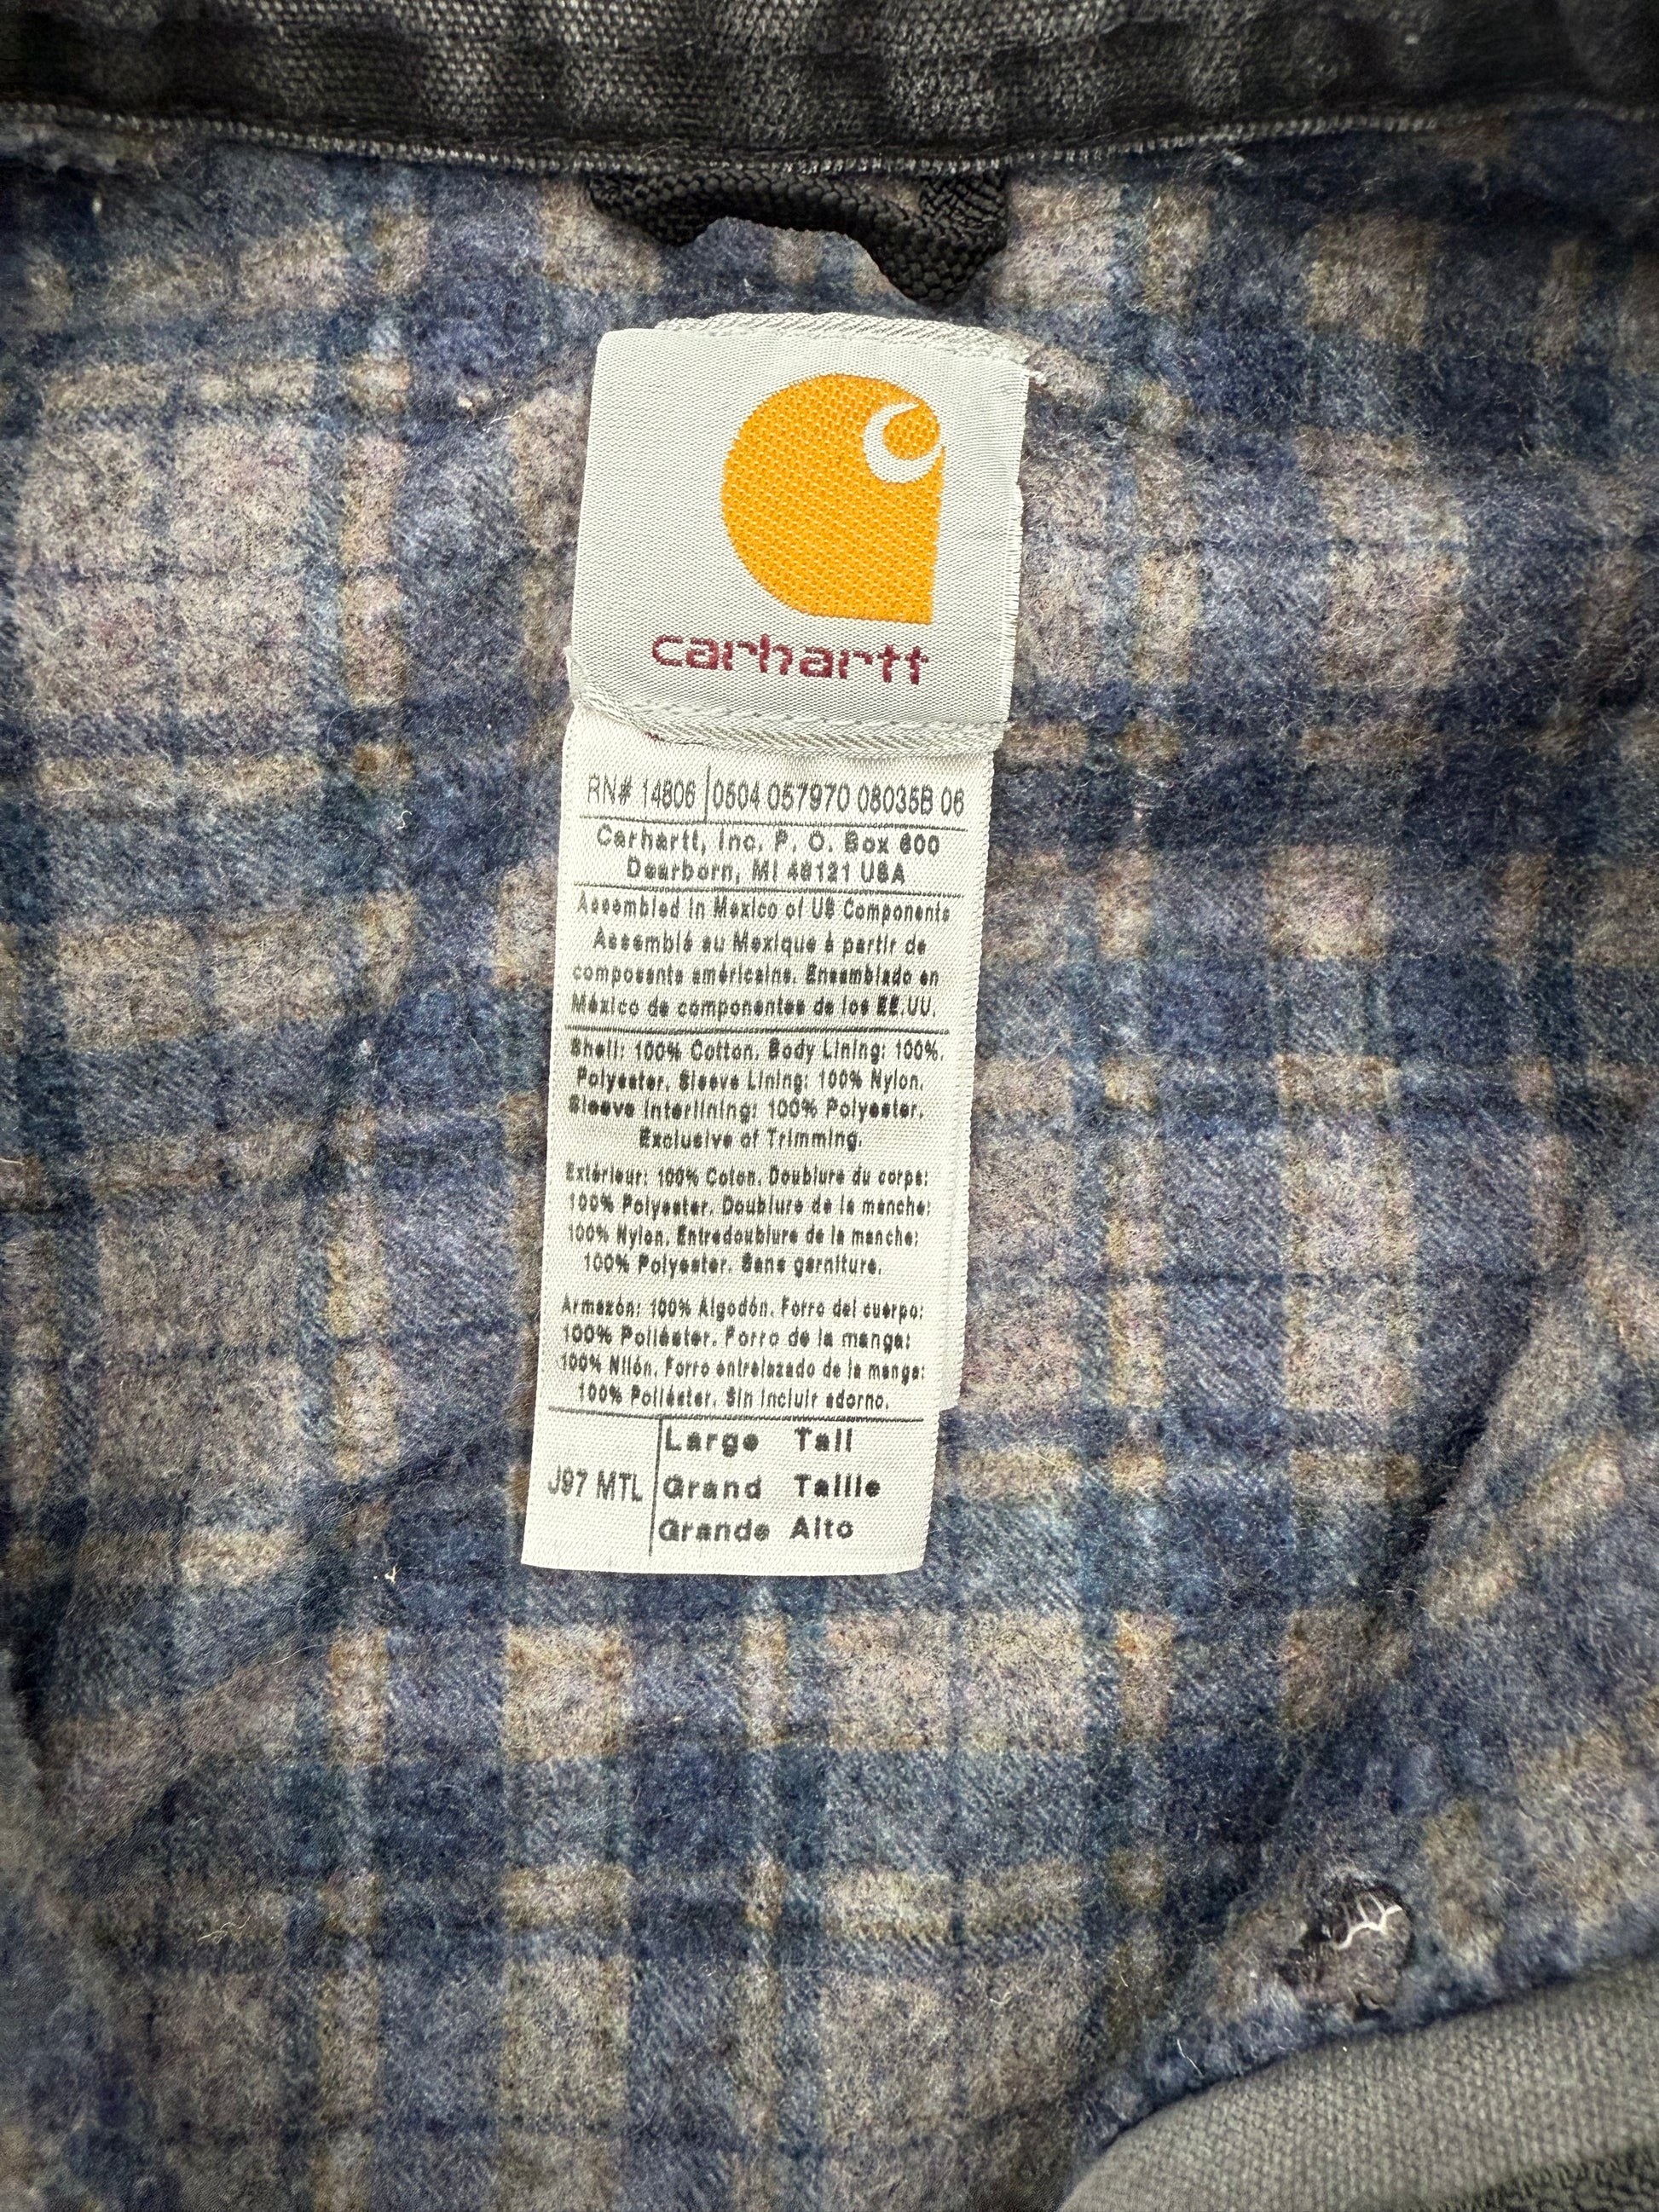 carhartt
RN# 14806 0504 057970 08035B 06
Carhartt, Inc. P. O. Box 600
Dearborn, MI 48121 USA
Assembled in Mexico of US Components
Assemblé au Mexique à partir de
composants américains. Ensamblado en
México de componentes de los EE.UU.
Shell: 100% Cotton. Body Lining: 100%.
Polyester. Sleeve Lining: 100% Nylon.
Sleeve Interlining: 100% Polyester.
Exclusive of Trimming.
Extérieur: 100% Coton. Doublure du corps:
100% Polyester. Doublure de la manche:
100% Nylon. Entredoublure de la manche:
100% Polyester. Sans garniture.
Armazón: 100% Algodón. Forro del cuerpo:
100% Poliéster. Forro de la manga:
100% Nilón. Forro entrelazado de la manga:
100% Poliéster. Sin incluir adorno.
J97 MTL
Large Tall
Grand Taille
Grande Alto